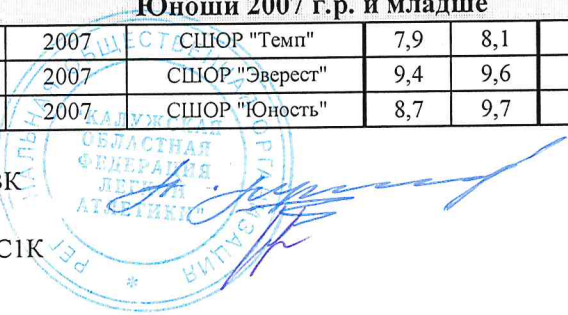 Юноши 2007 г.р. и младше
2007 СШОР "Темп" 7,9 8,1
2007 СШОР "Эверест" 9,4 9,6
2007 СШОР "Юность" 8,7 9,7
"КАЛУЖСКАЯ
ОБЛАСТНАЯ
ФЕДЕРАЦИЯ
ЛЕГКОЙ
АТЛЕТИКИ"
ВК
С1К